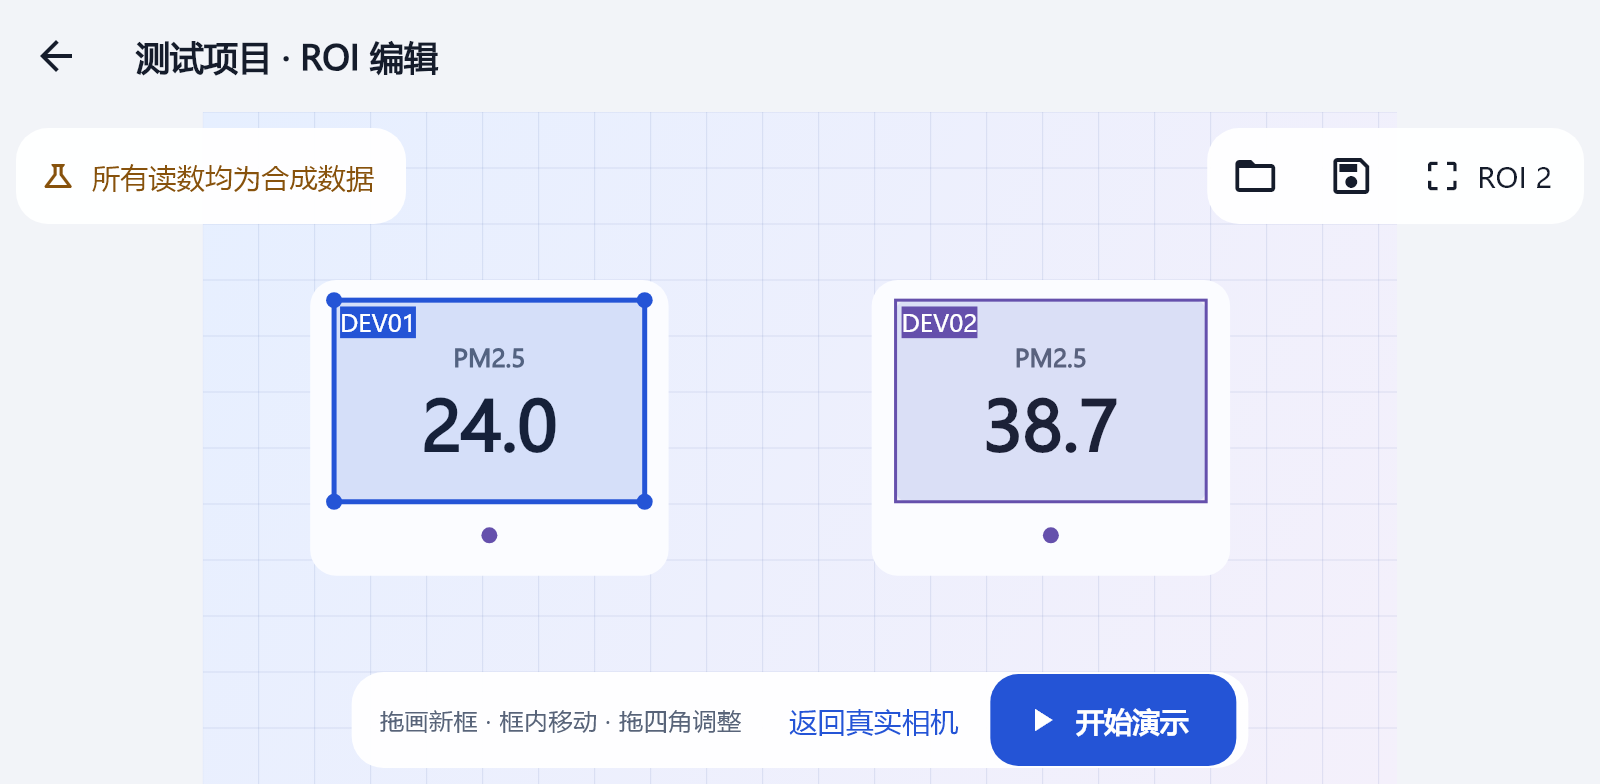 测试项目 · ROI 编辑
所有读数均为合成数据
ROI 2
DEV01
PM2.5
24.0
DEV02
PM2.5
38.7
拖画新框 · 框内移动 · 拖四角调整
返回真实相机
开始演示